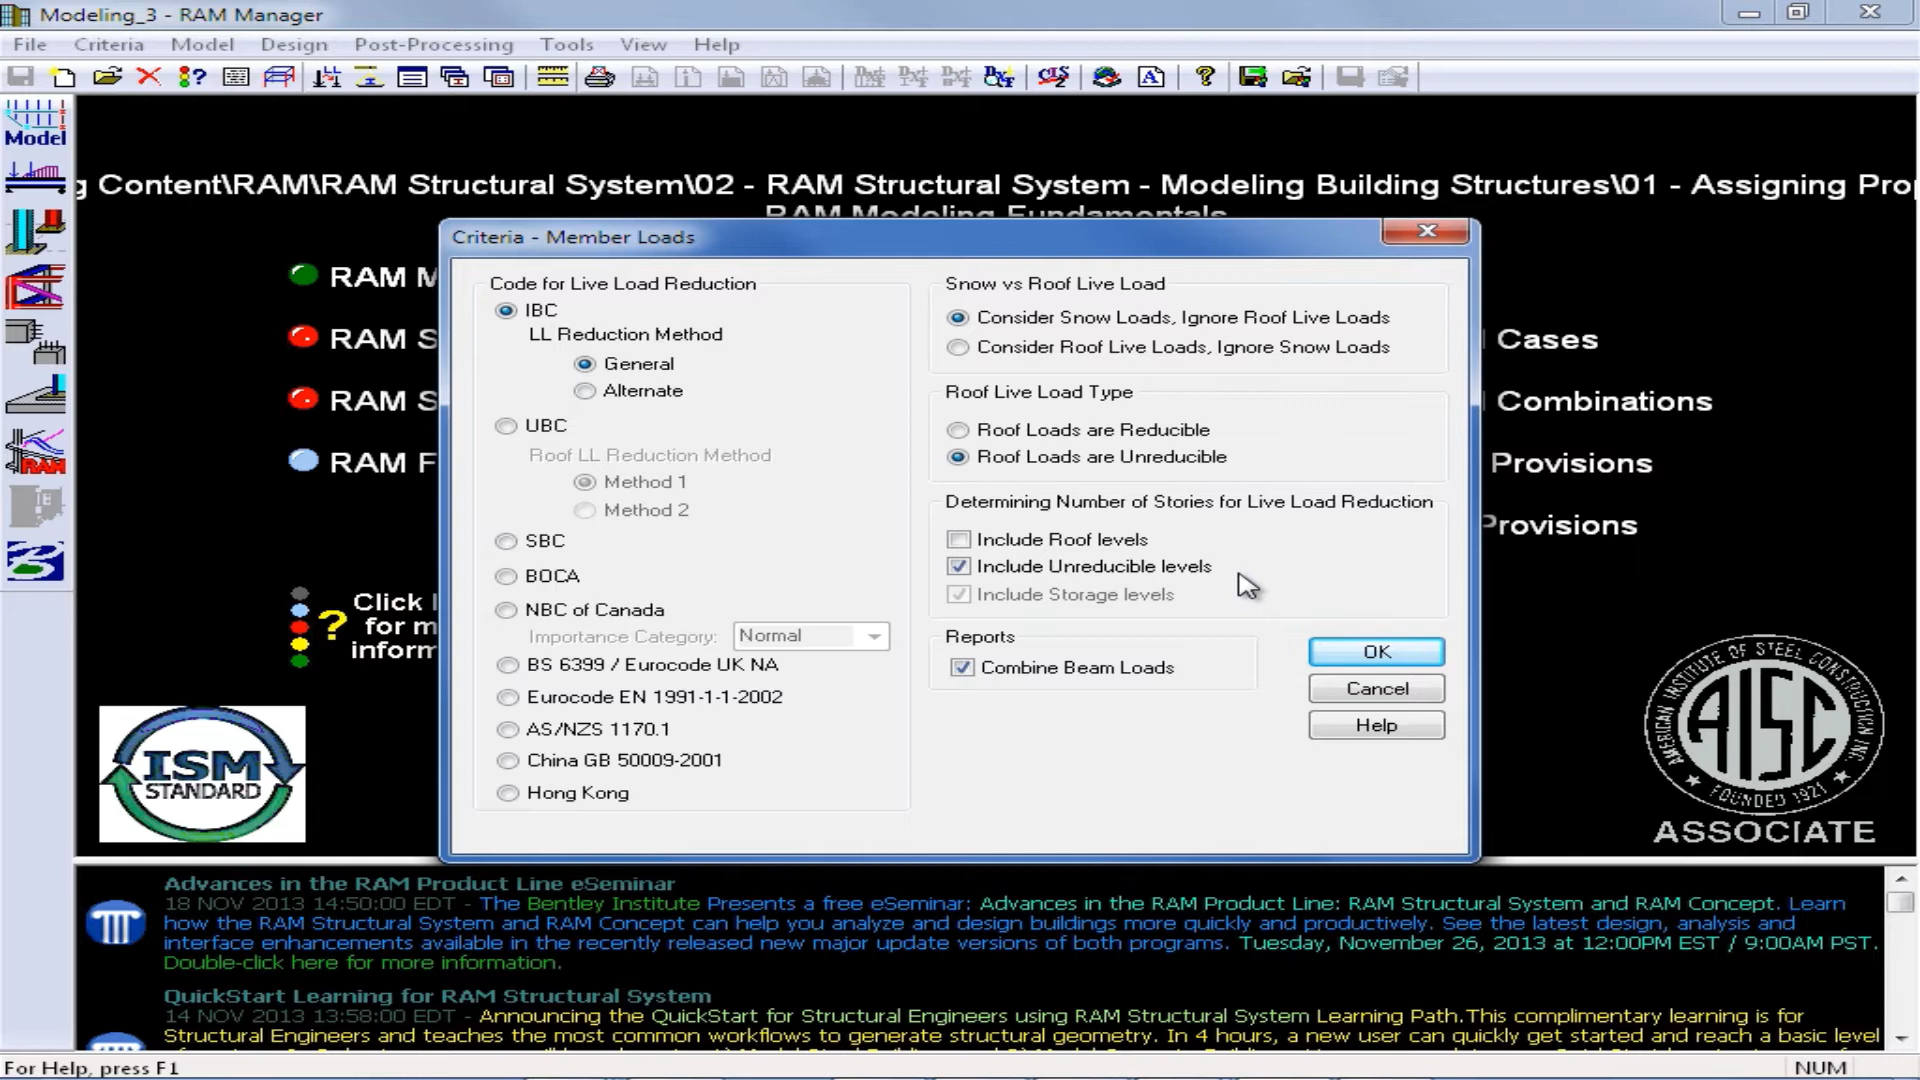 Modeling_3 - RAM Manager
File Criteria Model Design Post-Processing Tools View Help
Model
g Content\RAM\RAM Structural System\02 - RAM Structural System - Modeling Building Structures\01 - Assigning Pro
RAM Modeling Fundamentals
RAM M
RAM S
RAM S
RAM F
Cases
Combinations
Provisions
Provisions
Click
for m
inform
RAM
Criteria - Member Loads
Code for Live Load Reduction
IBC
LL Reduction Method
General
Alternate
UBC
Roof LL Reduction Method
Method 1
Method 2
SBC
BOCA
NBC of Canada
Importance Category: Normal
BS 6399 / Eurocode UK NA
Eurocode EN 1991-1-1-2002
AS/NZS 1170.1
China GB 50009-2001
Hong Kong
Snow vs Roof Live Load
Consider Snow Loads, Ignore Roof Live Loads
Consider Roof Live Loads, Ignore Snow Loads
Roof Live Load Type
Roof Loads are Reducible
Roof Loads are Unreducible
Determining Number of Stories for Live Load Reduction
Include Roof levels
Include Unreducible levels
Include Storage levels
Reports
Combine Beam Loads
OK
Cancel
Help
ISM
STANDARD
AMERICAN INSTITUTE OF STEEL CONSTRUCTION INC.
AISC
FOUNDED 1921
ASSOCIATE
Advances in the RAM Product Line eSeminar
18 NOV 2013 14:50:00 EDT - The Bentley Institute Presents a free eSeminar: Advances in the RAM Product Line: RAM Structural System and RAM Concept. Learn
how the RAM Structural System and RAM Concept can help you analyze and design buildings more quickly and productively. See the latest design, analysis and
interface enhancements available in the recently released new major update versions of both programs. Tuesday, November 26, 2013 at 12:00PM EST / 9:00AM PST.
Double-click here for more information.
QuickStart Learning for RAM Structural System
14 NOV 2013 13:58:00 EDT - Announcing the QuickStart for Structural Engineers using RAM Structural System Learning Path.This complimentary learning is for
Structural Engineers and teaches the most common workflows to generate structural geometry. In 4 hours, a new user can quickly get started and reach a basic level
For Help, press F1
NUM